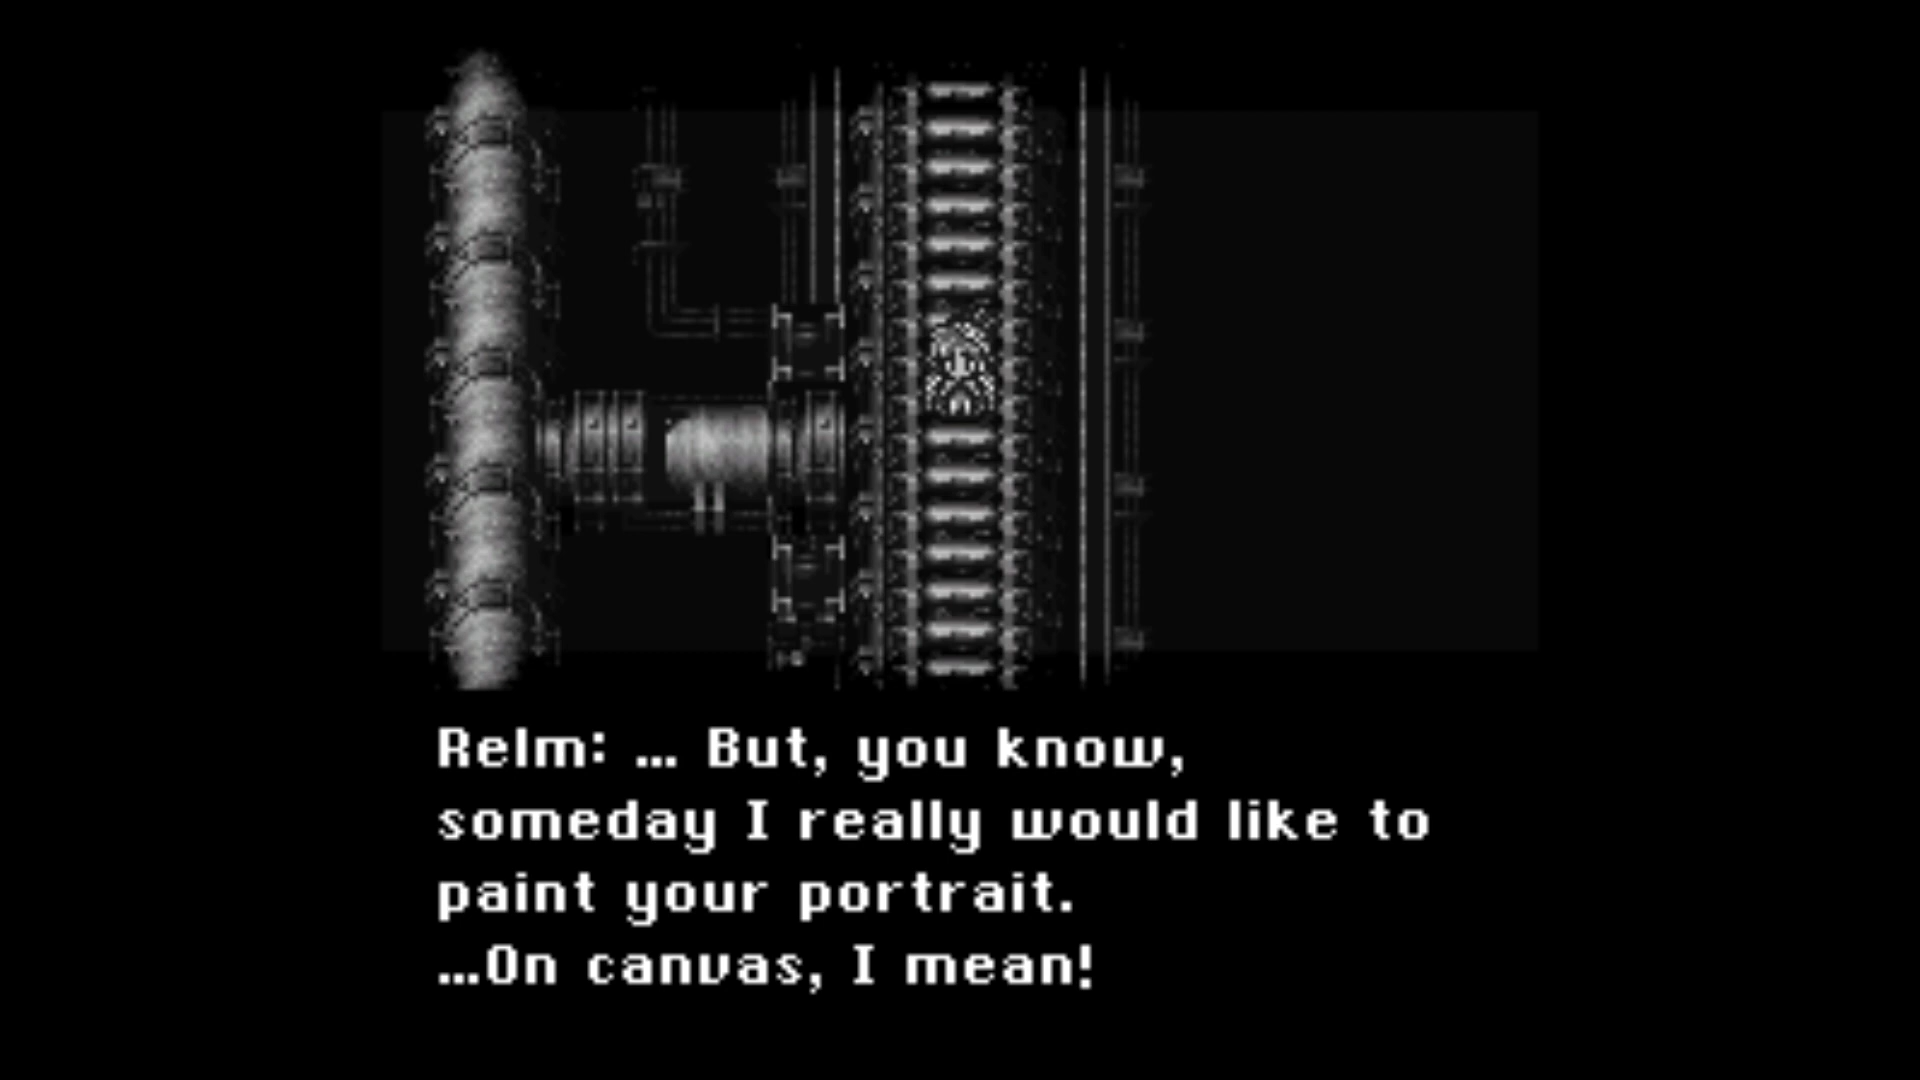 Relm: ... But, you know,
someday I really would like to
paint your portrait.
...On canvas, I mean!